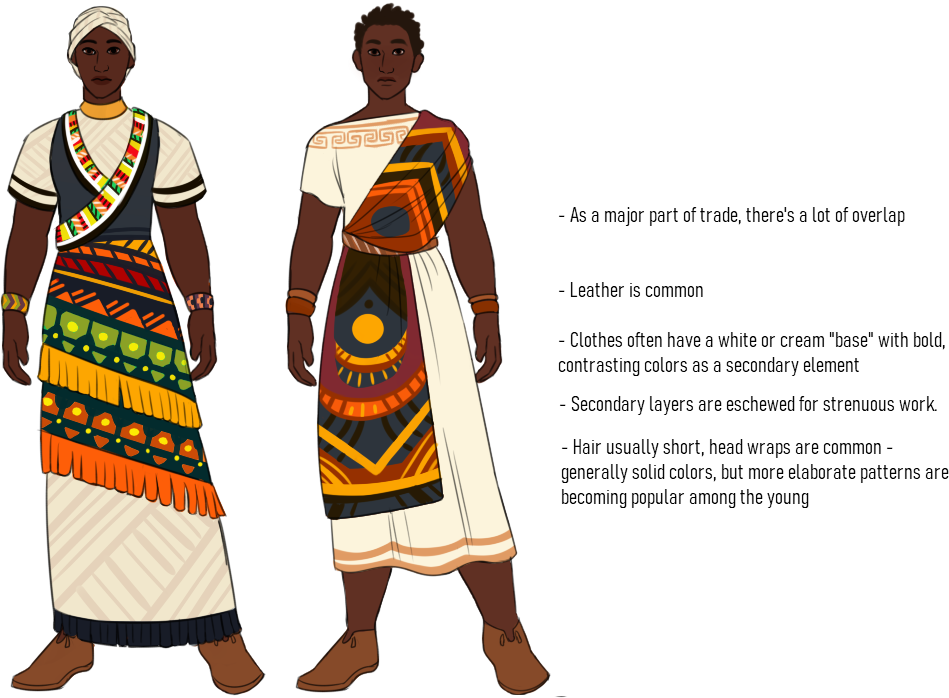 - As a major part of trade, there's a lot of overlap
- Leather is common
- Clothes often have a white or cream "base" with bold,
contrasting colors as a secondary element
- Secondary layers are eschewed for strenuous work.
- Hair usually short, head wraps are common -
generally solid colors, but more elaborate patterns are
becoming popular among the young